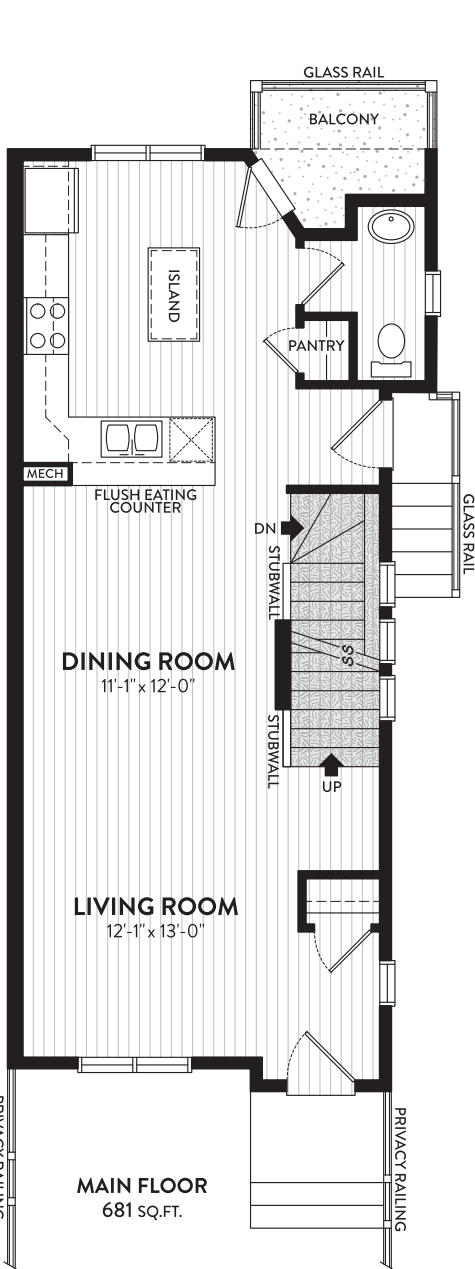 GLASS RAIL
BALCONY
ISLAND
PANTRY
MECH
FLUSH EATING
COUNTER
GLASS RAIL
DN
STUBWALL
SS
DINING ROOM
11'-1" x 12'-0"
STUBWALL
UP
LIVING ROOM
12'-1" x 13'-0"
PRIVACY RAILING
MAIN FLOOR
681 SQ.FT.
PRIVACY RAILING